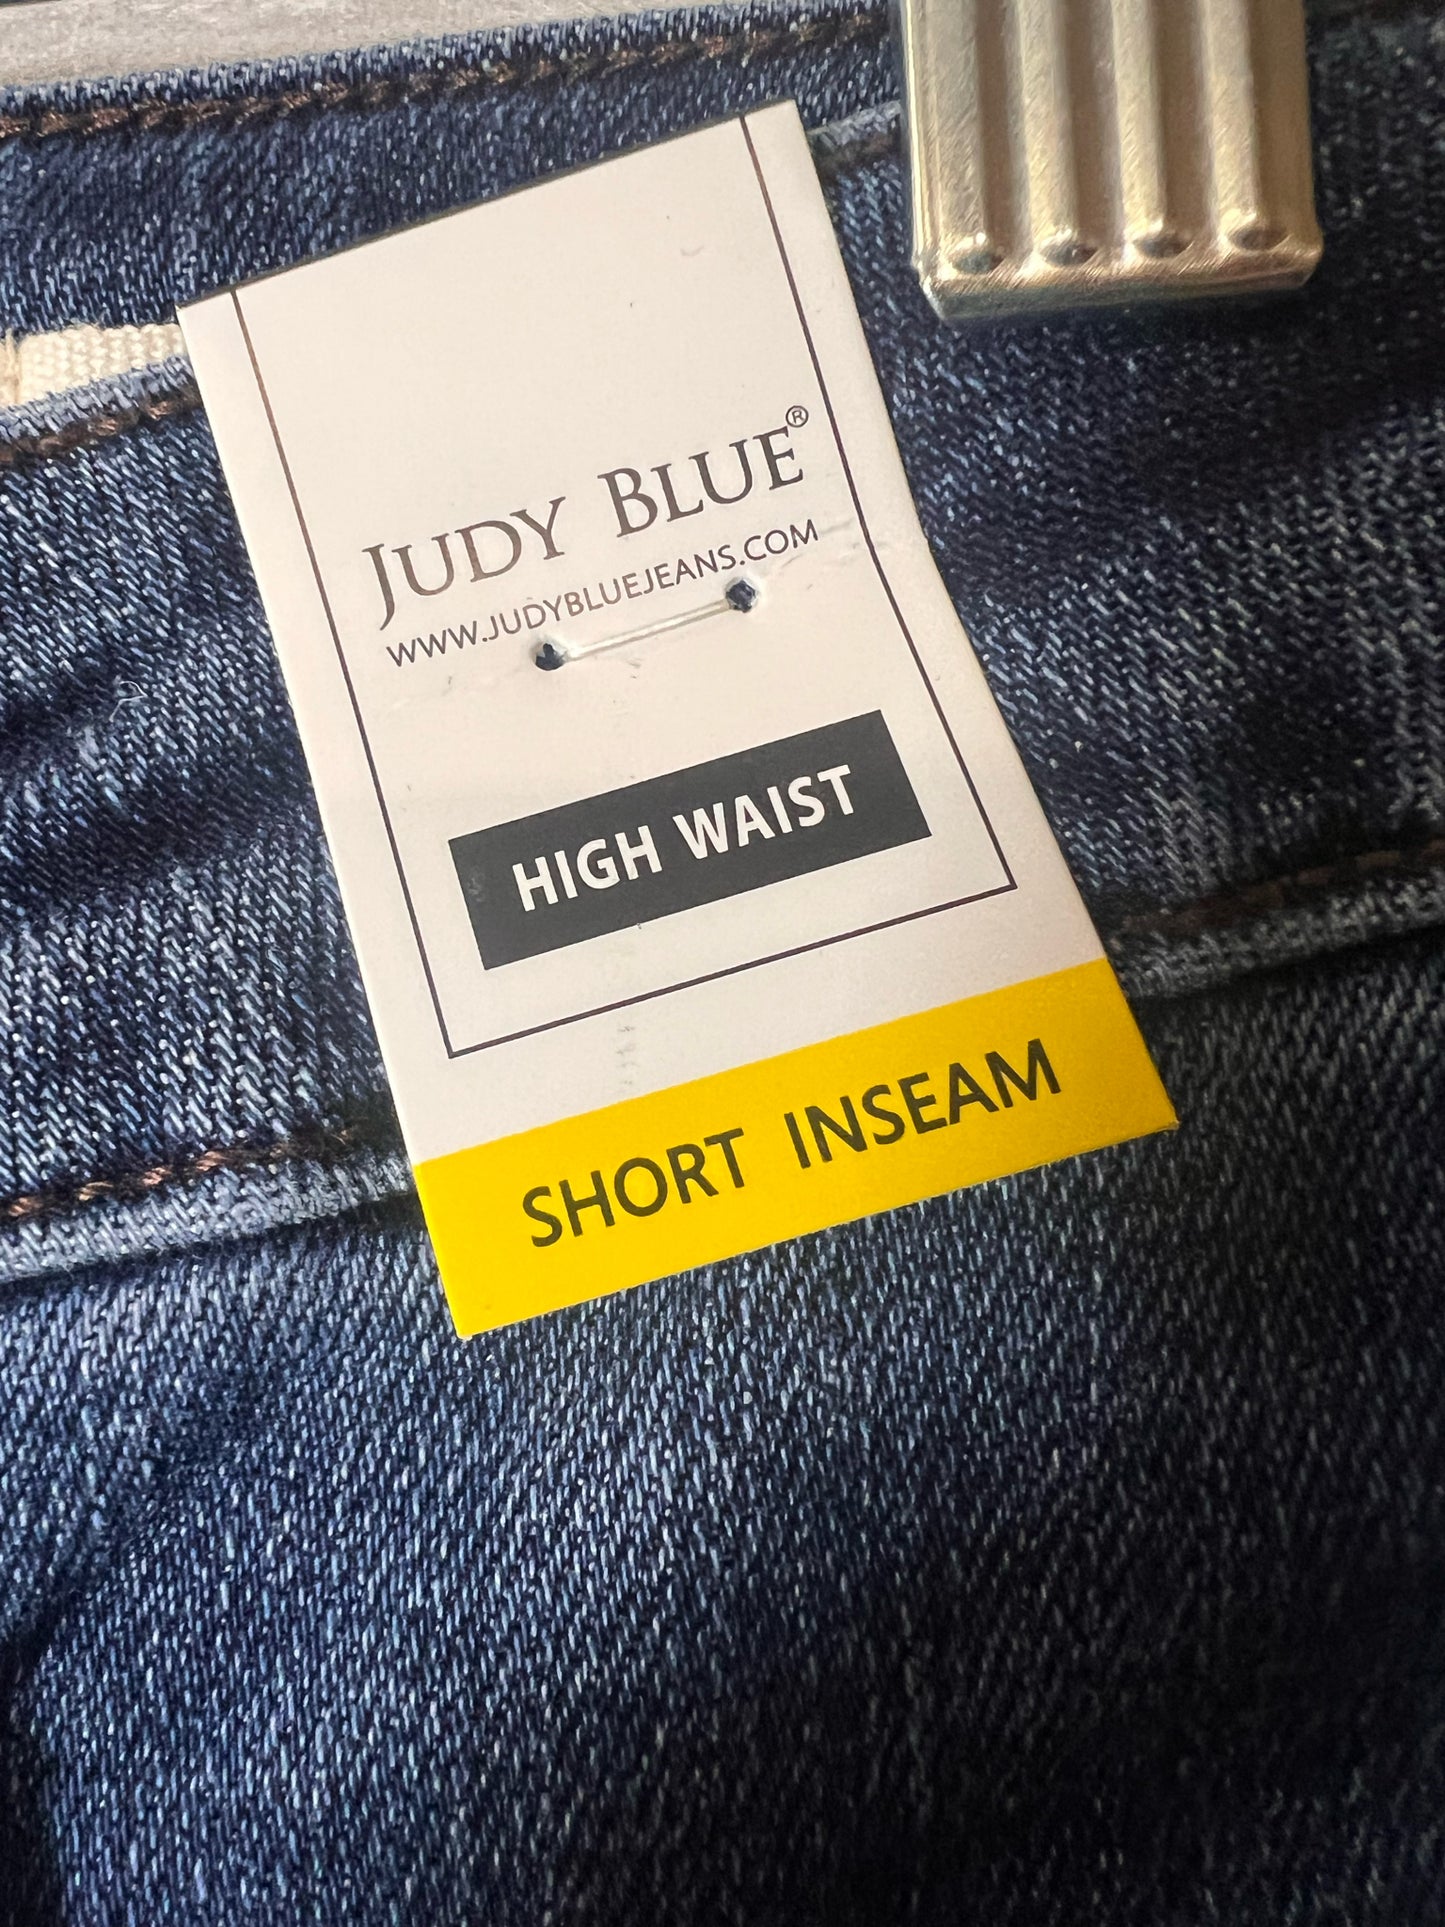 JUDY BLUE®
WWW.JUDYBLUEJEANS.COM
HIGH WAIST
SHORT INSEAM